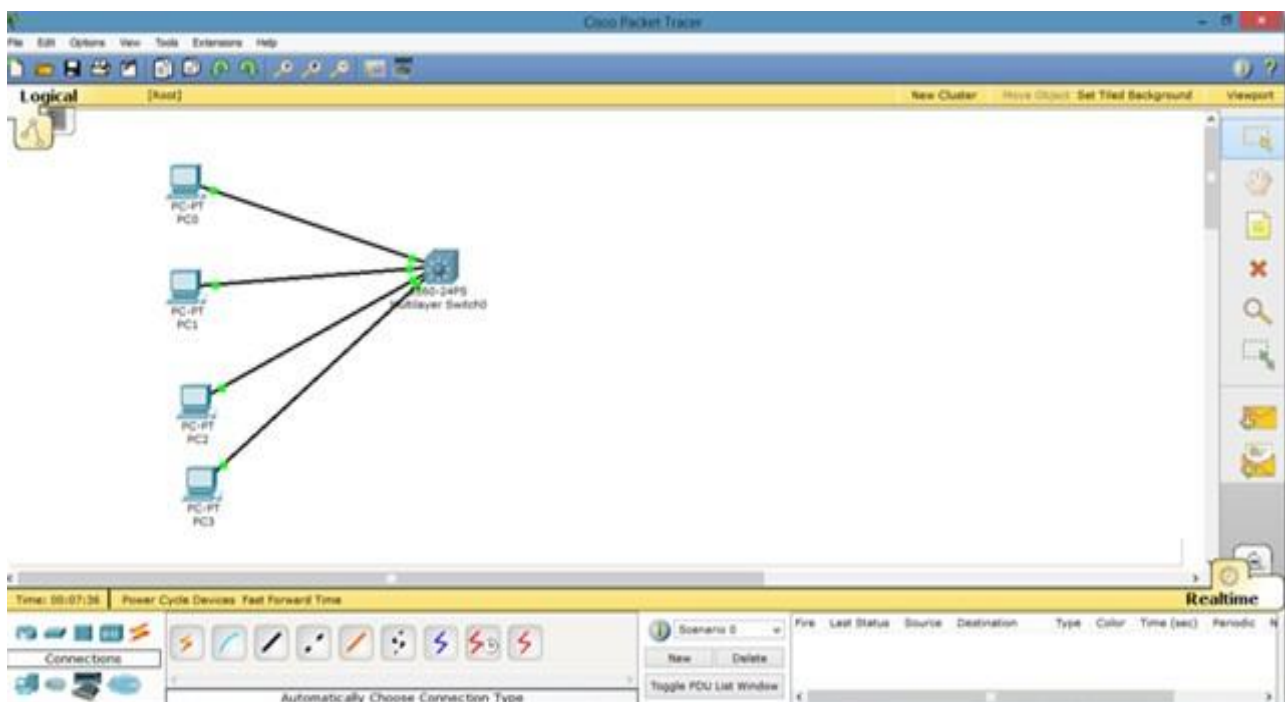 Cisco Packet Tracer
File Edit Options View Tools Extensions Help
Logical [Root] New Cluster Move Object Set Tiled Background Viewport
PC-PT
PC0
PC-PT
PC1
3560-24PS
Multilayer Switch0
PC-PT
PC2
PC-PT
PC3
Time: 00:07:36 Power Cycle Devices Fast Forward Time Realtime
Connections
Automatically Choose Connection Type
Scenario 0
New Delete
Toggle PDU List Window
Fire Last Status Source Destination Type Color Time (sec) Periodic N